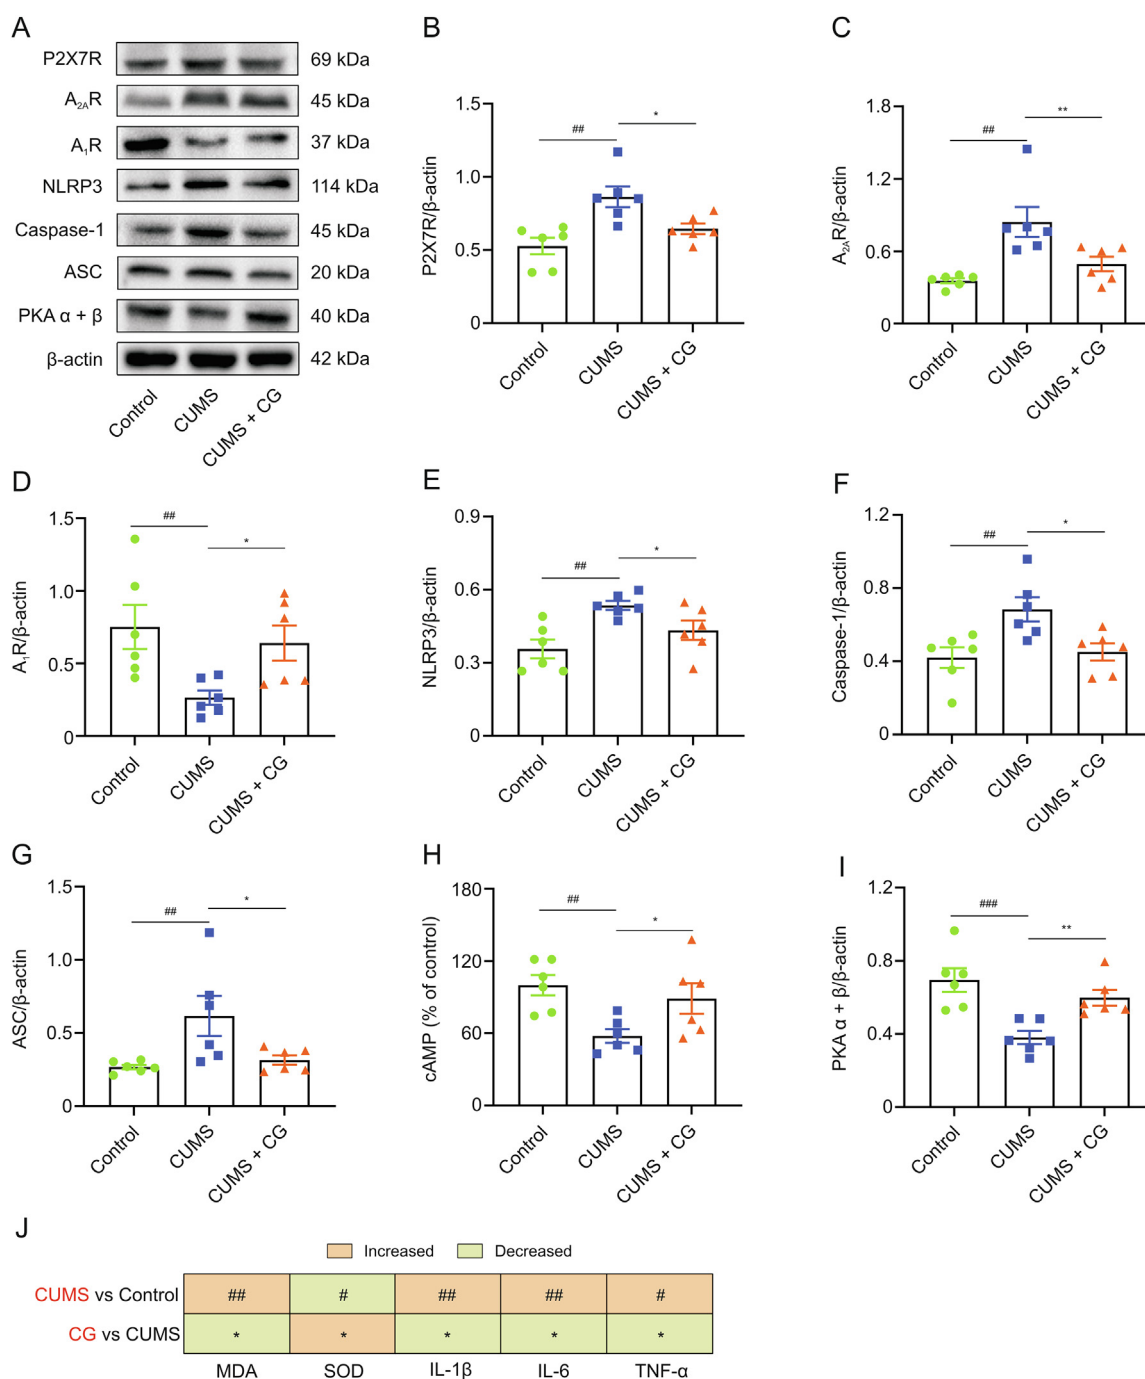 A
P2X7R 69 kDa
A2AR 45 kDa
A1R 37 kDa
NLRP3 114 kDa
Caspase-1 45 kDa
ASC 20 kDa
PKA α + β 40 kDa
β-actin 42 kDa
Control CUMS CUMS + CG
B
P2X7R/β-actin
1.5
1.0
0.5
0
## *
Control CUMS CUMS + CG
C
A2AR/β-actin
1.8
1.2
0.6
0
## **
Control CUMS CUMS + CG
D
A1R/β-actin
1.5
1.0
0.5
0
## *
Control CUMS CUMS + CG
E
NLRP3/β-actin
0.9
0.6
0.3
0
## *
Control CUMS CUMS + CG
F
Caspase-1/β-actin
1.2
0.8
0.4
0
## *
Control CUMS CUMS + CG
G
ASC/β-actin
1.5
1.0
0.5
0
## *
Control CUMS CUMS + CG
H
cAMP (% of control)
180
120
60
0
## *
Control CUMS CUMS + CG
I
PKA α + β/β-actin
1.2
0.8
0.4
0
### **
Control CUMS CUMS + CG
J
Increased Decreased
CUMS vs Control ## # ## ## #
CG vs CUMS * * * * *
MDA SOD IL-1β IL-6 TNF-α